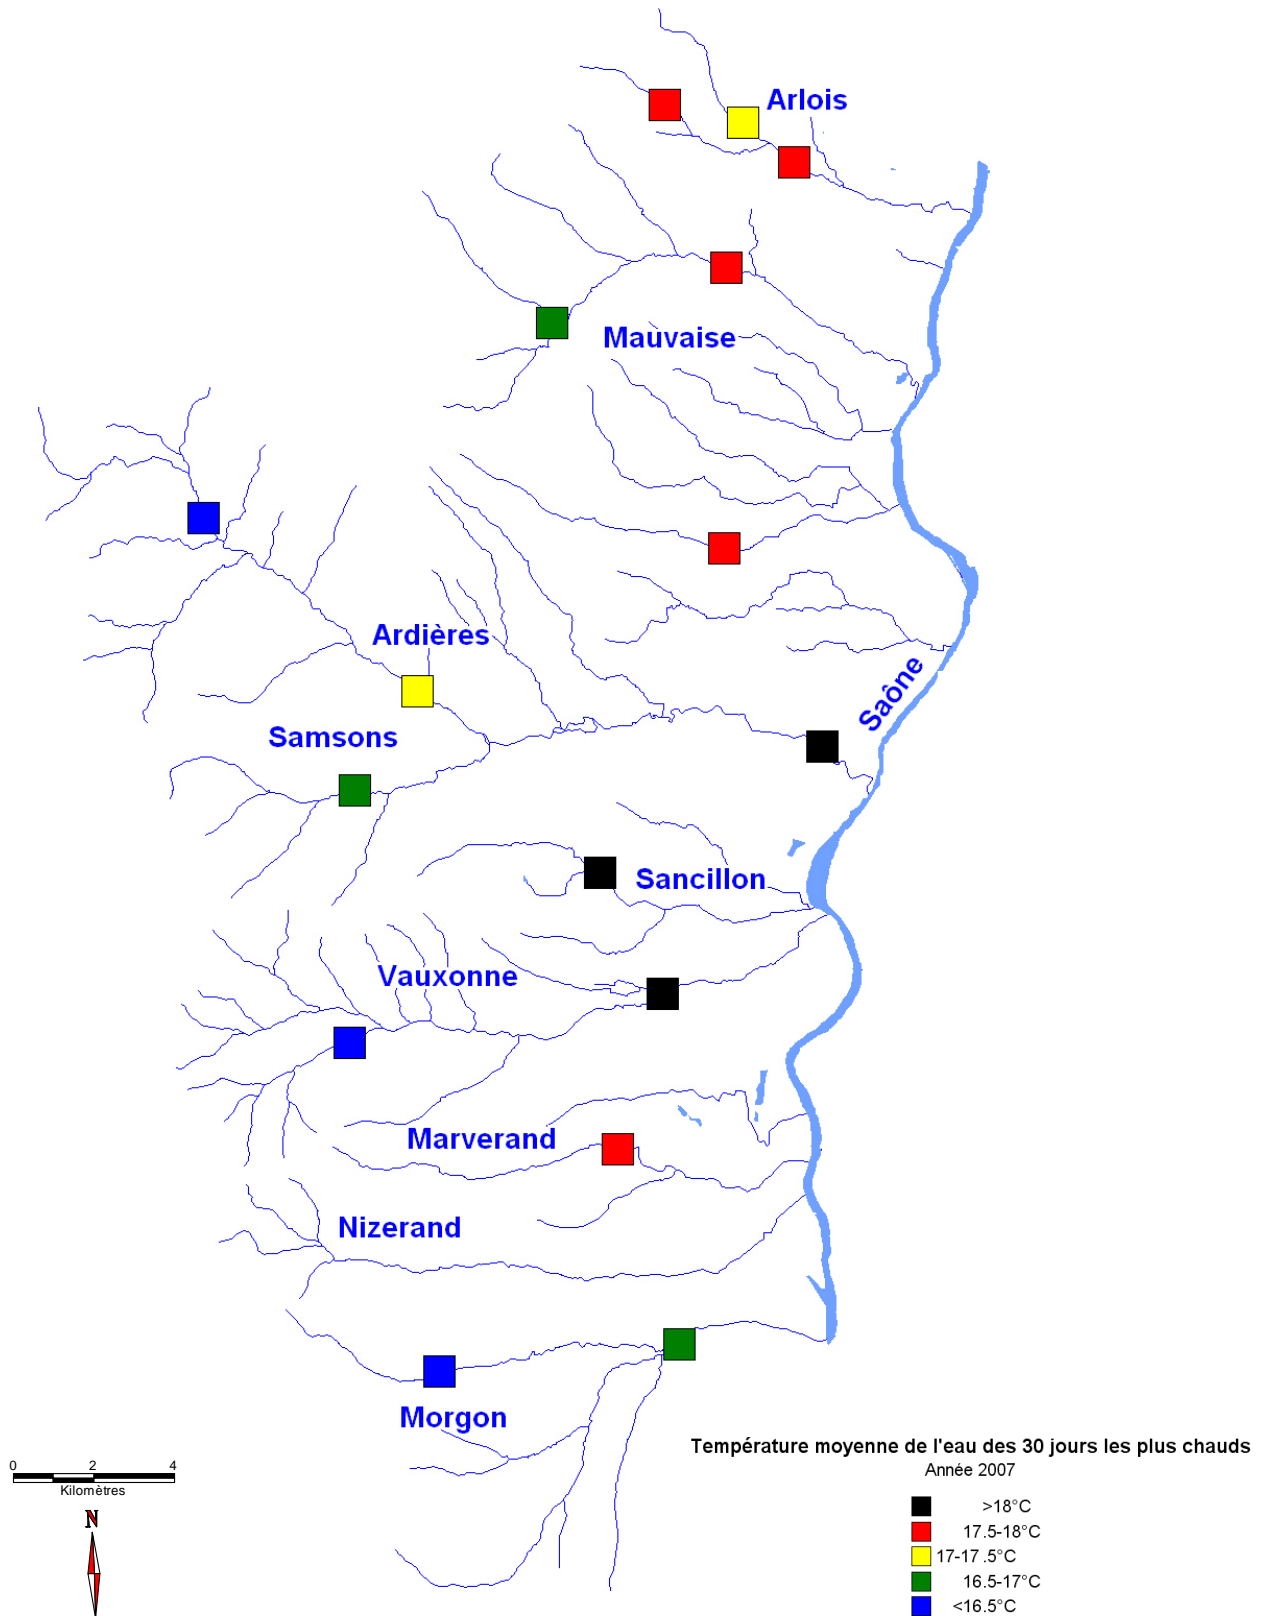 Arlois
Mauvaise
Ardières
Saône
Samsons
Sancillon
Vauxonne
Marverand
Nizerand
Morgon
Température moyenne de l'eau des 30 jours les plus chauds
Année 2007
0 2 4
Kilomètres
N
>18°C
17.5-18°C
17-17.5°C
16.5-17°C
<16.5°C